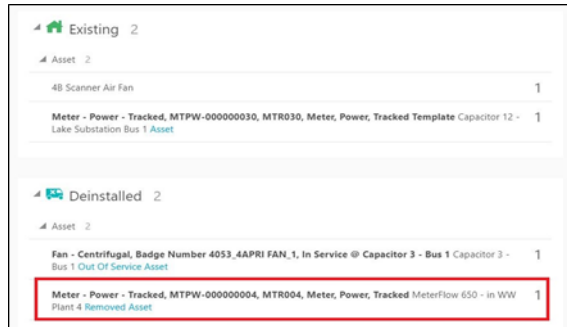 Existing 2
Asset 2
4B Scanner Air Fan 1
Meter - Power - Tracked, MTPW-000000030, MTR030, Meter, Power, Tracked Template Capacitor 12 - 1
Lake Substation Bus 1 Asset
Deinstalled 2
Asset 2
Fan - Centrifugal, Badge Number 4053_4APRI FAN_1, In Service @ Capacitor 3 - Bus 1 Capacitor 3 - 1
Bus 1 Out Of Service Asset
Meter - Power - Tracked, MTPW-000000004, MTR004, Meter, Power, Tracked MeterFlow 650 - in WW 1
Plant 4 Removed Asset